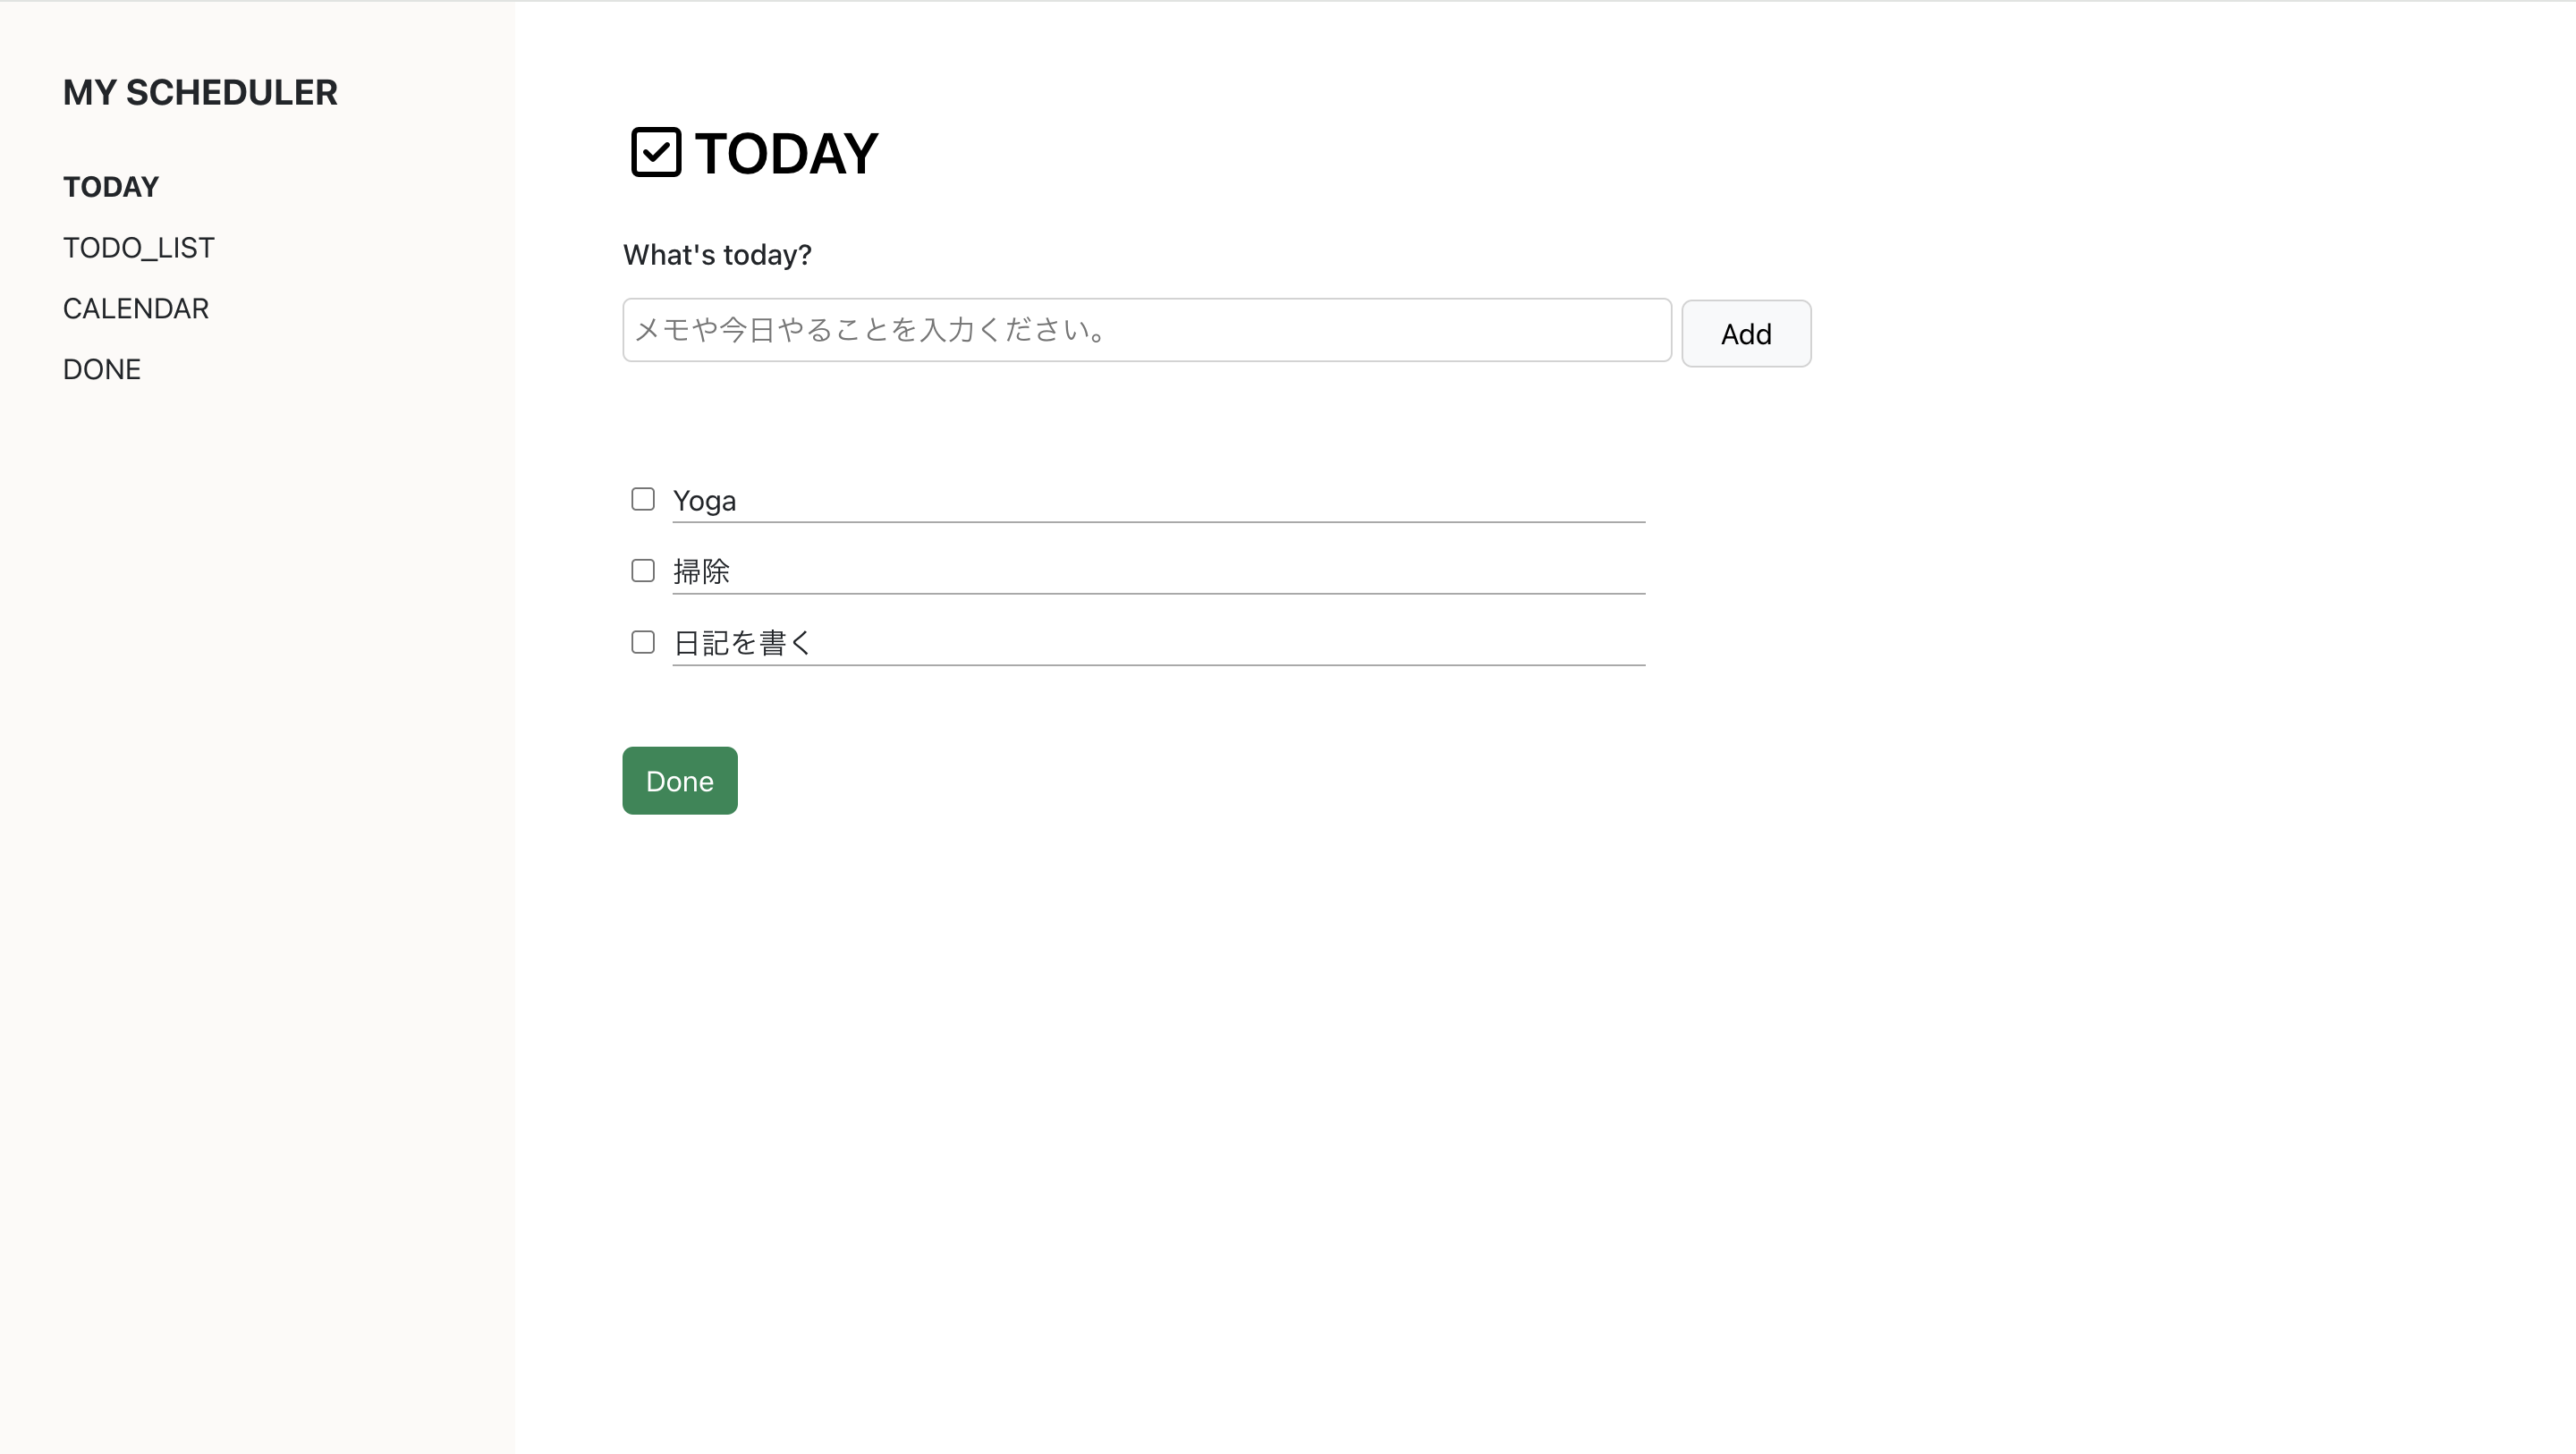 MY SCHEDULER
TODAY
TODO_LIST
CALENDAR
DONE
TODAY
What's today?
メモや今日やることを入力ください。
Add
Yoga
掃除
日記を書く
Done